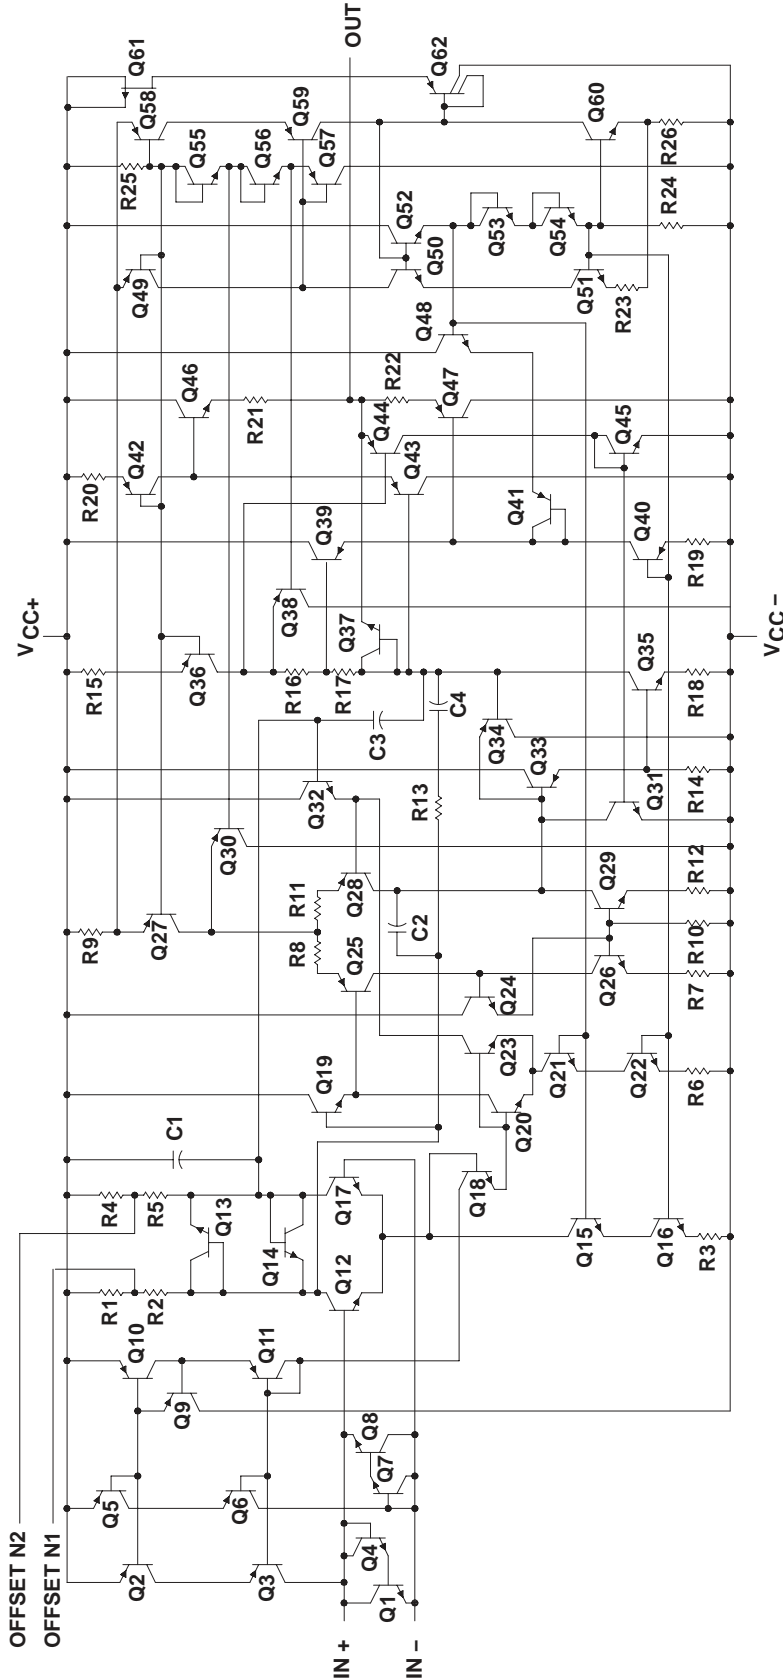 OFFSET N2
OFFSET N1
IN +
IN −
VCC+
VCC −
OUT
Q2
Q5
Q3
Q6
Q1
Q4
Q7
Q8
Q9
Q10
Q11
R1
R2
R4
R5
C1
Q13
Q14
Q12
Q17
Q18
Q15
Q16
R3
Q19
Q20
Q23
Q21
Q22
R6
R9
Q27
Q30
R8
R11
Q25
Q28
C2
Q24
Q26
Q29
R7
R10
R12
Q32
C3
R13
C4
Q34
Q33
Q31
R14
Q35
R18
R15
Q36
R16
R17
Q38
Q37
Q39
Q41
Q40
R19
R20
Q42
Q46
R21
Q44
R22
Q43
Q47
Q45
Q48
Q49
Q52
Q50
Q53
Q54
Q51
R23
R24
R25
Q58
Q55
Q56
Q59
Q57
Q60
R26
Q61
Q62